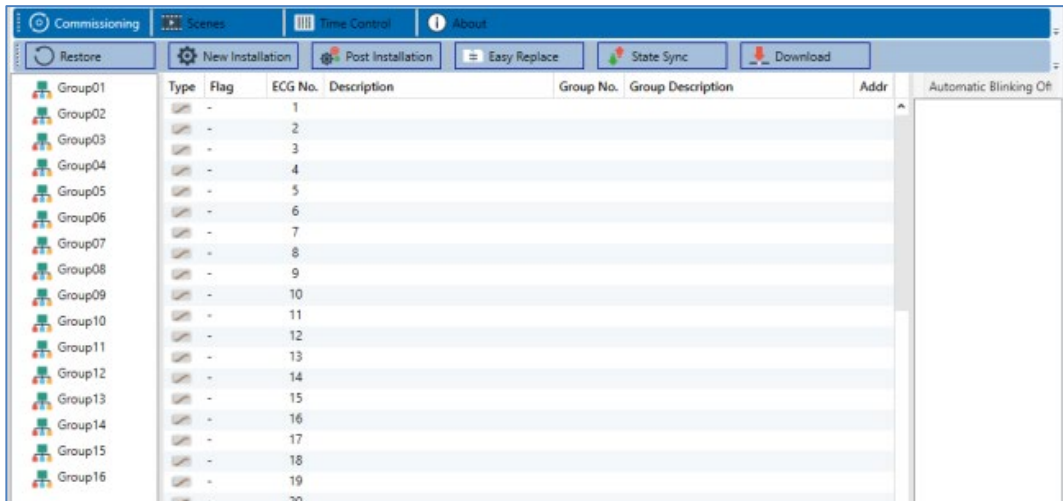 Commissioning Scenes Time Control About
Restore New Installation Post Installation Easy Replace State Sync Download
Type Flag ECG No. Description Group No. Group Description Addr Automatic Blinking Of
Group01
Group02
Group03
Group04
Group05
Group06
Group07
Group08
Group09
Group10
Group11
Group12
Group13
Group14
Group15
Group16
- 1
- 2
- 3
- 4
- 5
- 6
- 7
- 8
- 9
- 10
- 11
- 12
- 13
- 14
- 15
- 16
- 17
- 18
- 19